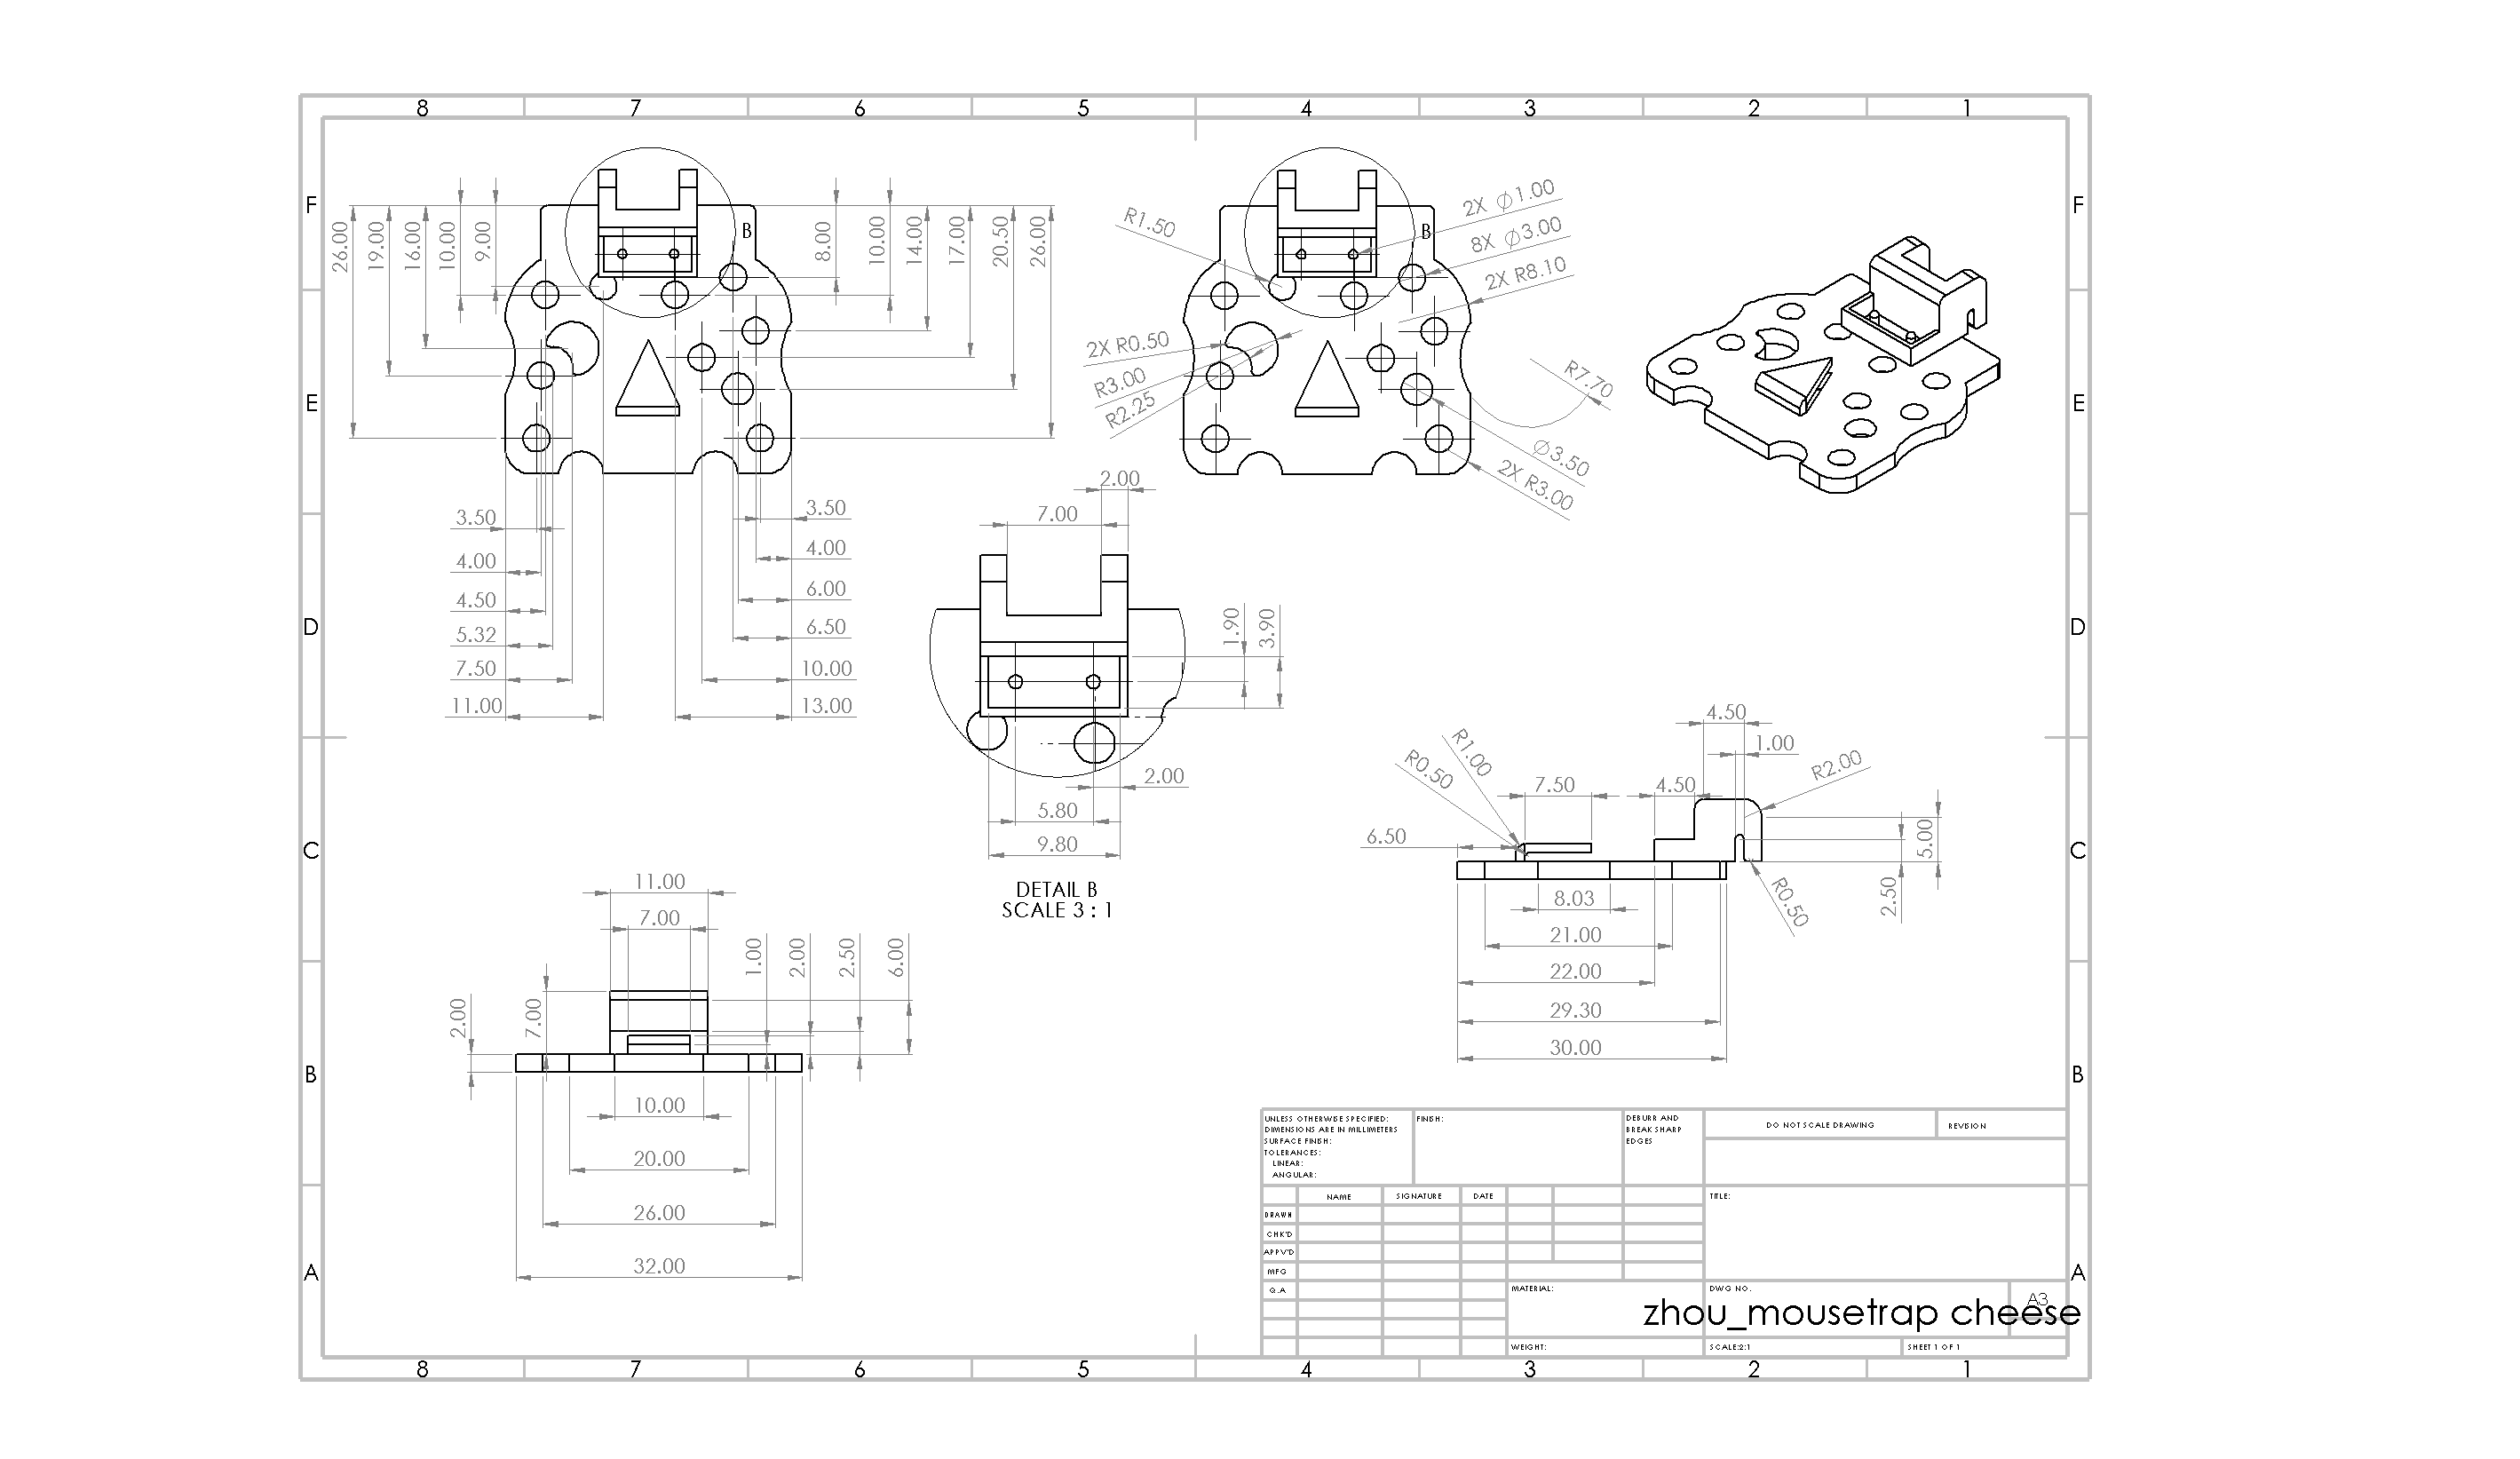 8 7 6 5 4 3 2 1
F
E
D
C
B
A
F
E
D
C
B
A
26.00
19.00
16.00
10.00
9.00
B
8.00
10.00
14.00
17.00
20.50
26.00
3.50
4.00
4.50
5.32
7.50
11.00
3.50
4.00
6.00
6.50
10.00
13.00
R1.50
B
2X ∅1.00
8X ∅3.00
2X R8.10
2X R0.50
R3.00
R2.25
R7.70
∅3.50
2X R3.00
2.00
7.00
1.90
3.90
2.00
5.80
9.80
DETAIL B
SCALE 3 : 1
4.50
1.00
R2.00
R1.00
R0.50
7.50
4.50
6.50
5.00
2.50
R0.50
8.03
21.00
22.00
29.30
30.00
11.00
7.00
1.00
2.00
2.50
6.00
2.00
7.00
10.00
20.00
26.00
32.00
UNLESS OTHERWISE SPECIFIED:
DIMENSIONS ARE IN MILLIMETERS
SURFACE FINISH:
TOLERANCES:
LINEAR:
ANGULAR:
FINISH:
DEBURR AND
BREAK SHARP
EDGES
DO NOT SCALE DRAWING
REVISION
NAME
SIGNATURE
DATE
TITLE:
DRAWN
CHK'D
APPV'D
MFG
Q.A
MATERIAL:
DWG NO.
A3
zhou_mousetrap cheese
WEIGHT:
SCALE:2:1
SHEET 1 OF 1
8 7 6 5 4 3 2 1